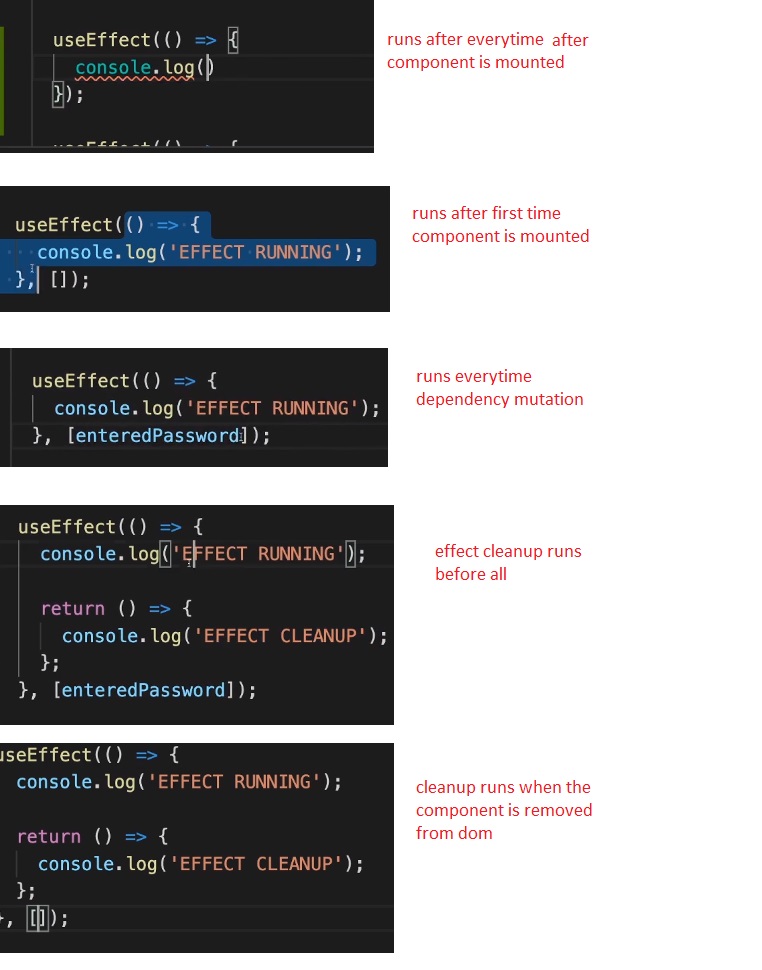 useEffect(() => {
console.log()
});
runs after everytime after
component is mounted
useEffect(() => {
console.log('EFFECT RUNNING');
}, []);
runs after first time
component is mounted
useEffect(() => {
console.log('EFFECT RUNNING');
}, [enteredPassword]);
runs everytime
dependency mutation
useEffect(() => {
console.log('EFFECT RUNNING');
return () => {
console.log('EFFECT CLEANUP');
};
}, [enteredPassword]);
effect cleanup runs
before all
useEffect(() => {
console.log('EFFECT RUNNING');
return () => {
console.log('EFFECT CLEANUP');
};
}, []);
cleanup runs when the
component is removed
from dom